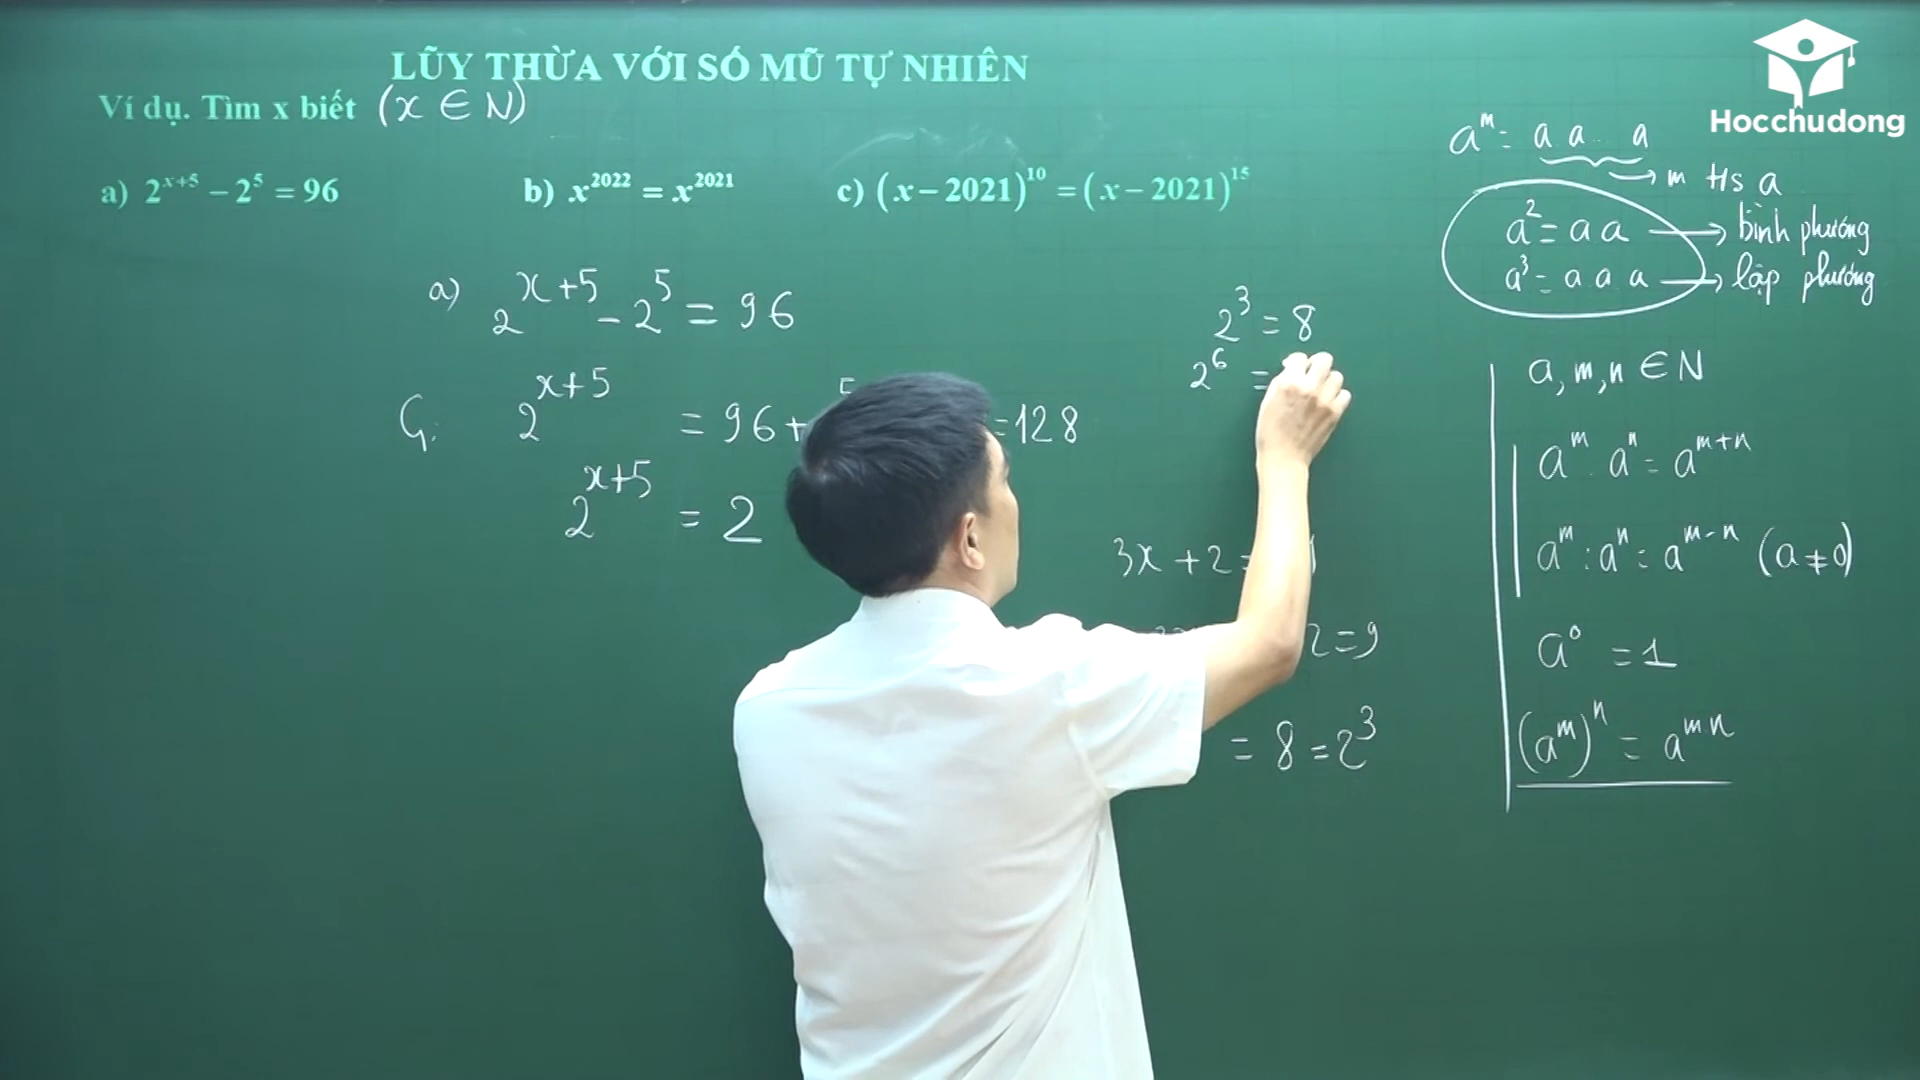 LŨY THỪA VỚI SỐ MŨ TỰ NHIÊN
Hocchudong
Ví dụ. Tìm x biết (x ∈ N)
a) 2^{x+5} − 2^5 = 96
b) x^{2022} = x^{2021}
c) (x − 2021)^{10} = (x − 2021)^{15}
a) 2^{x+5} − 2^5 = 96
G: 2^{x+5} = 96 + = 128
2^{x+5} = 2
2^3 = 8
2^6 =
3x + 2 =
2 = 9
= 8 = 2^3
a^m = a. a... a
→ m ths a
a^2 = a a → bình phương
a^3 = a. a. a → lập phương
a, m, n ∈ N
a^m . a^n = a^{m+n}
a^m : a^n = a^{m-n} (a ≠ 0)
a^0 = 1
(a^m)^n = a^{m.n}